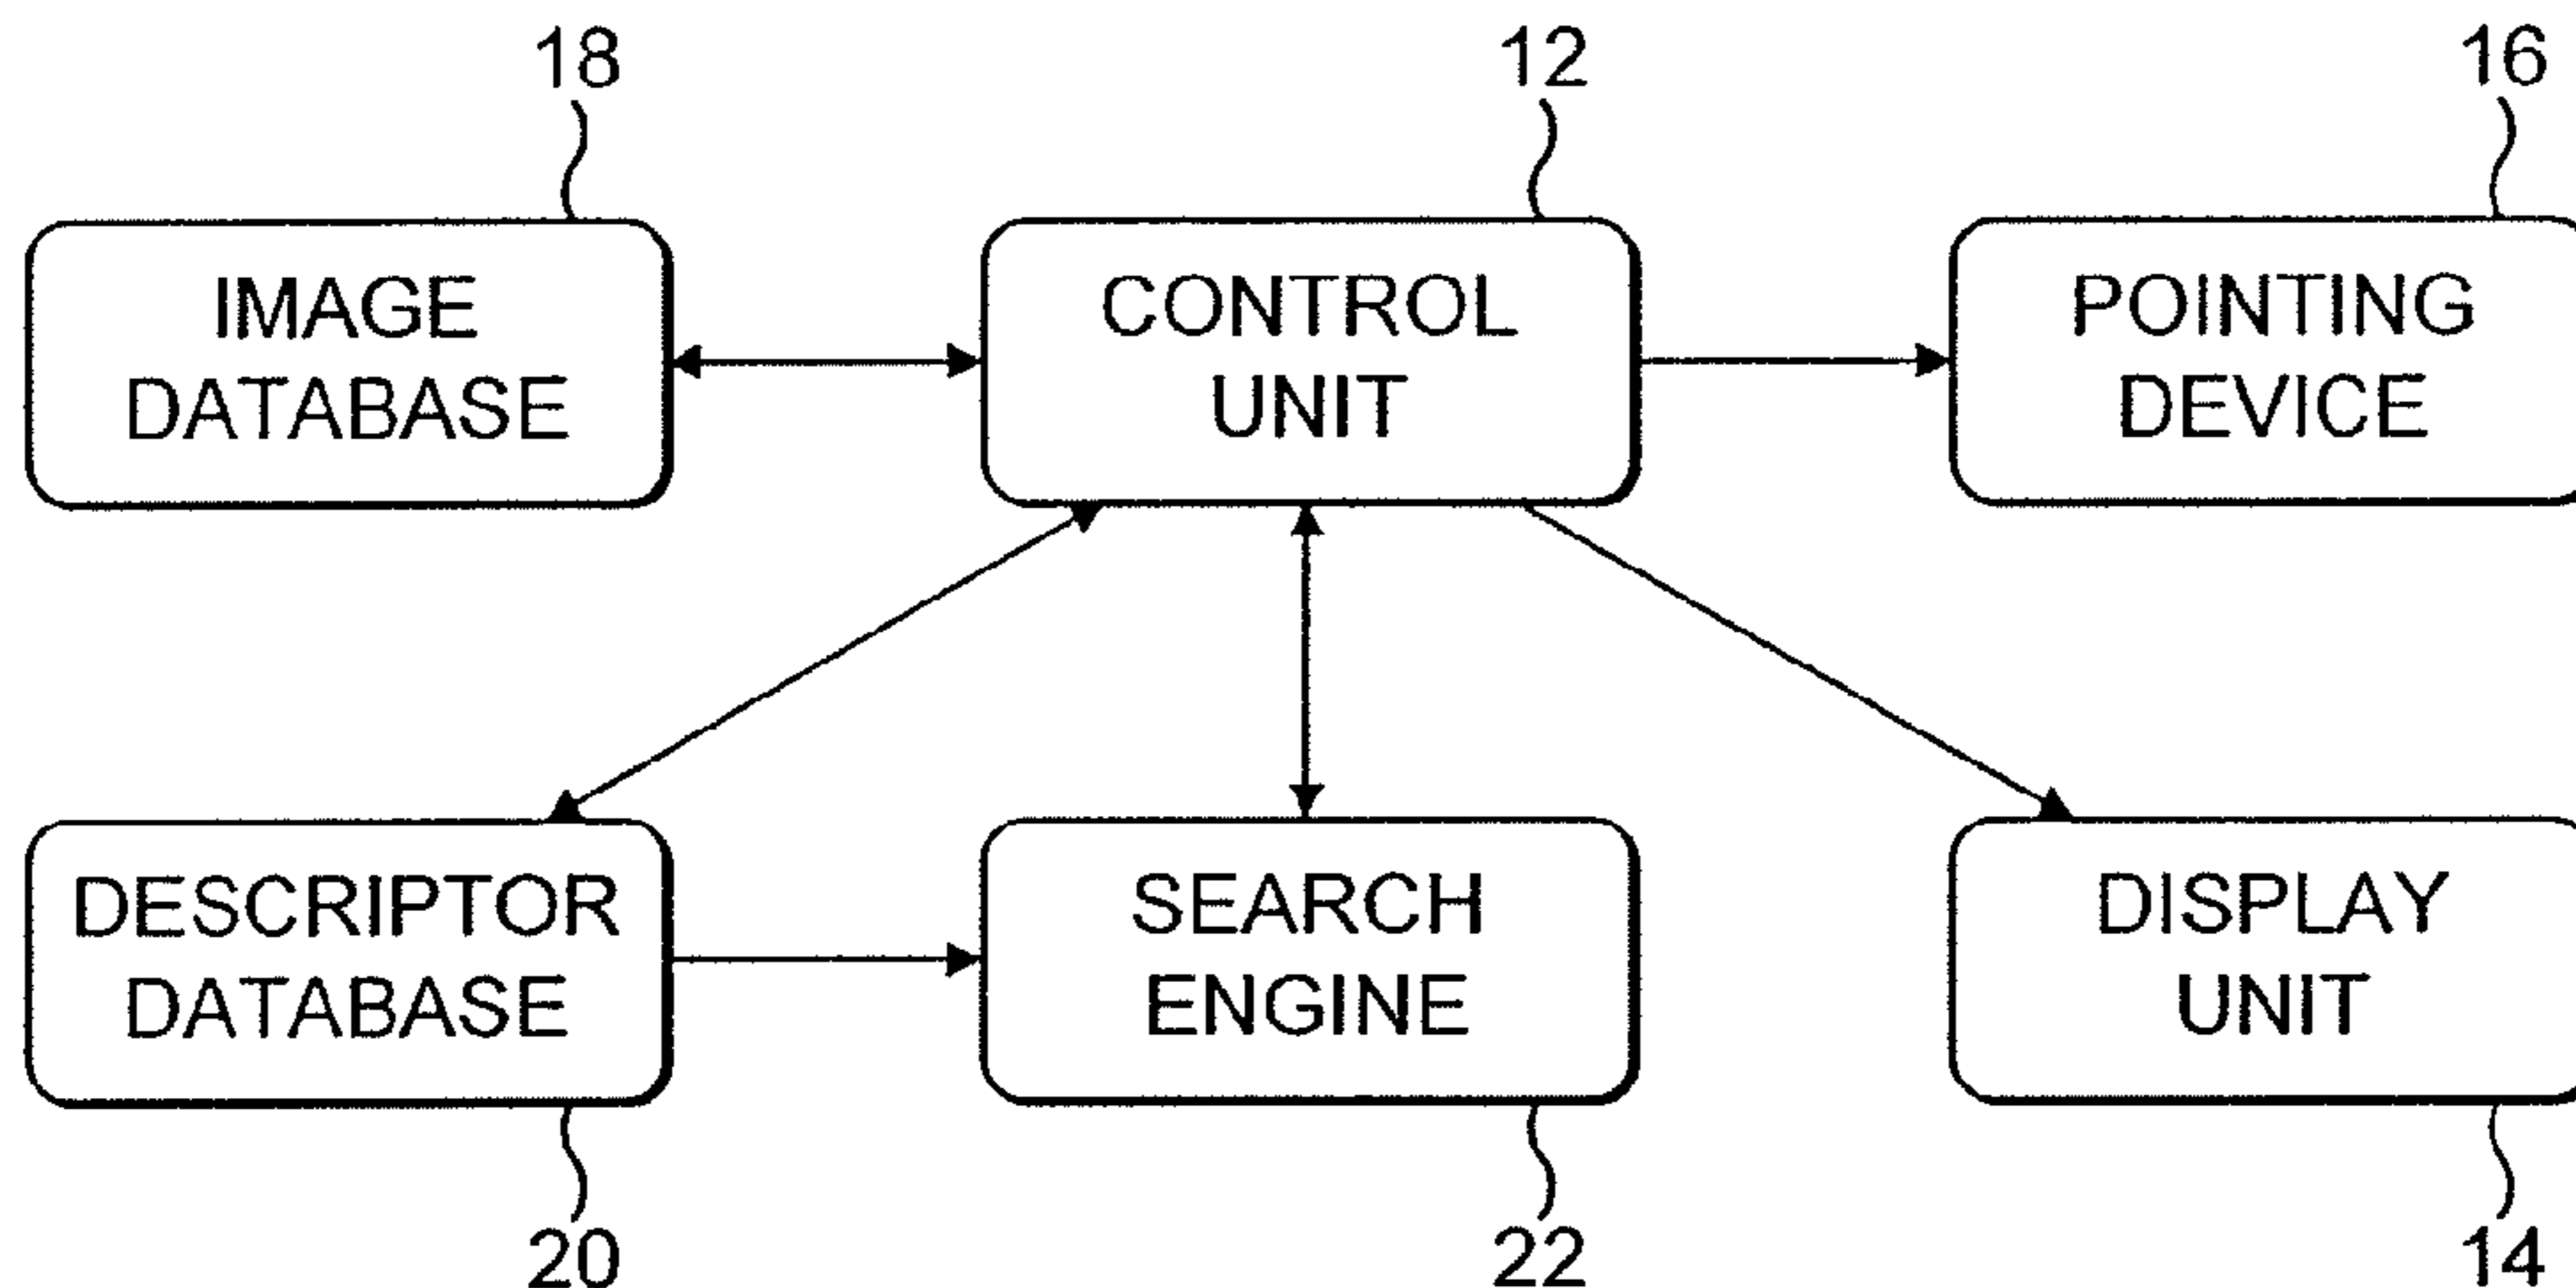 18
12
16
IMAGE
DATABASE
CONTROL
UNIT
POINTING
DEVICE
DESCRIPTOR
DATABASE
SEARCH
ENGINE
DISPLAY
UNIT
20
22
14